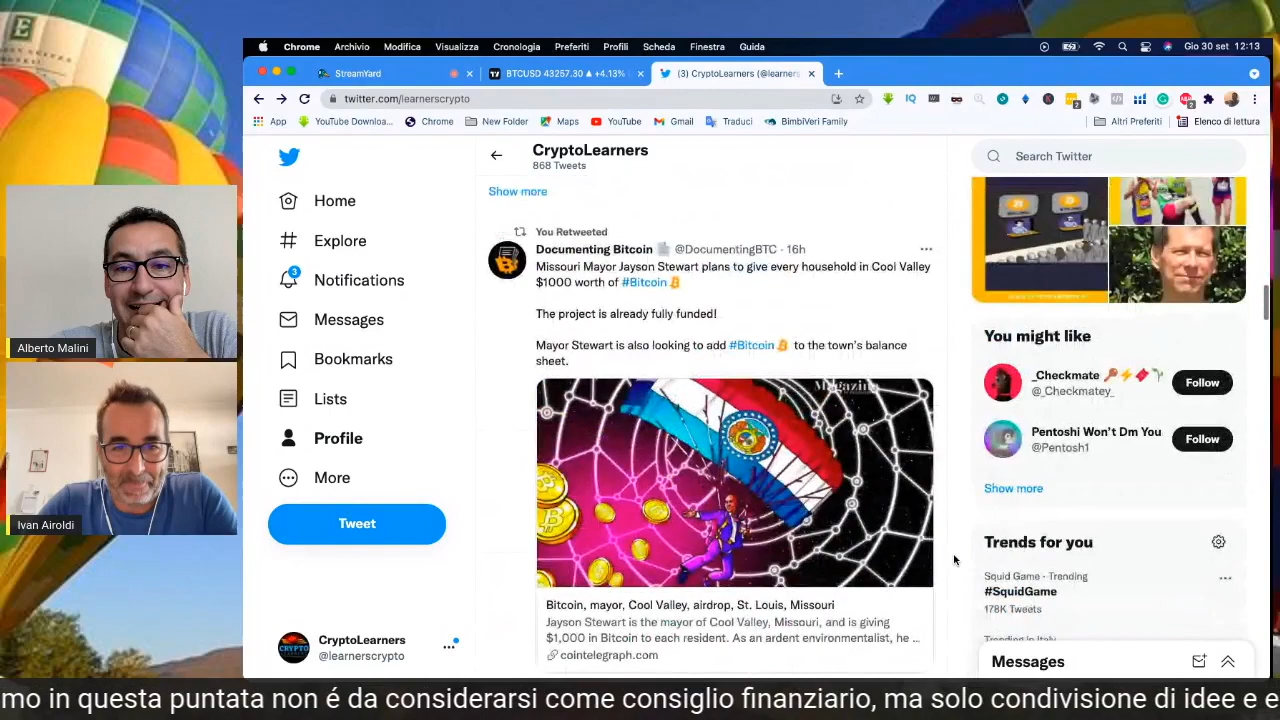 Chrome Archivio Modifica Visualizza Cronologia Preferiti Profili Scheda Finestra Guida Gio 30 set 12:13
StreamYard BTCUSD 43257.30 ▲ +4.13% (3) CryptoLearners (@learners
twitter.com/learnerscrypto
App YouTube Downloa... Chrome New Folder Maps YouTube Gmail Traduci BimbiVeri Family Altri Preferiti Elenco di lettura
CryptoLearners
868 Tweets
Show more
Home
Explore
3
Notifications
Messages
Bookmarks
Lists
Profile
More
Tweet
CryptoLearners
@learnerscrypto
You Retweeted
Documenting Bitcoin @DocumentingBTC · 16h
Missouri Mayor Jayson Stewart plans to give every household in Cool Valley
$1000 worth of #Bitcoin
The project is already fully funded!
Mayor Stewart is also looking to add #Bitcoin to the town's balance
sheet.
Magazine
Bitcoin, mayor, Cool Valley, airdrop, St. Louis, Missouri
Jayson Stewart is the mayor of Cool Valley, Missouri, and is giving
$1,000 in Bitcoin to each resident. As an ardent environmentalist, he ...
cointelegraph.com
Search Twitter
You might like
_Checkmate
@_Checkmatey_
Follow
Pentoshi Won't Dm You
@Pentosh1
Follow
Show more
Trends for you
Squid Game · Trending
#SquidGame
178K Tweets
Trending in Italy
Messages
Alberto Malini
Ivan Airoldi
mo in questa puntata non é da considerarsi come consiglio finanziario, ma solo condivisione di idee e e